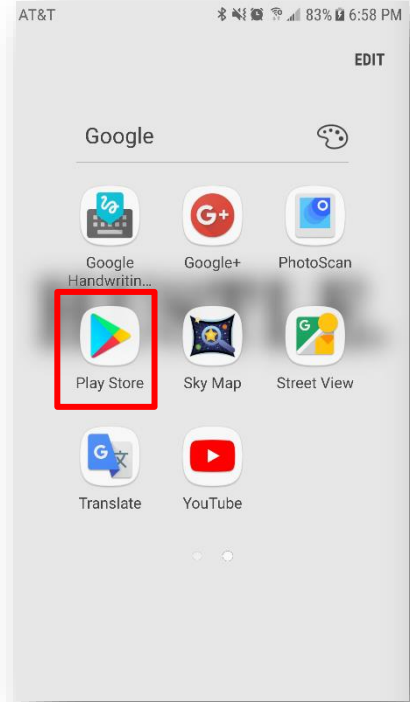 AT&T 83% 6:58 PM
EDIT
Google
G+
Google Google+ PhotoScan
Handwritin...
G
Play Store Sky Map Street View
G 文
Translate YouTube